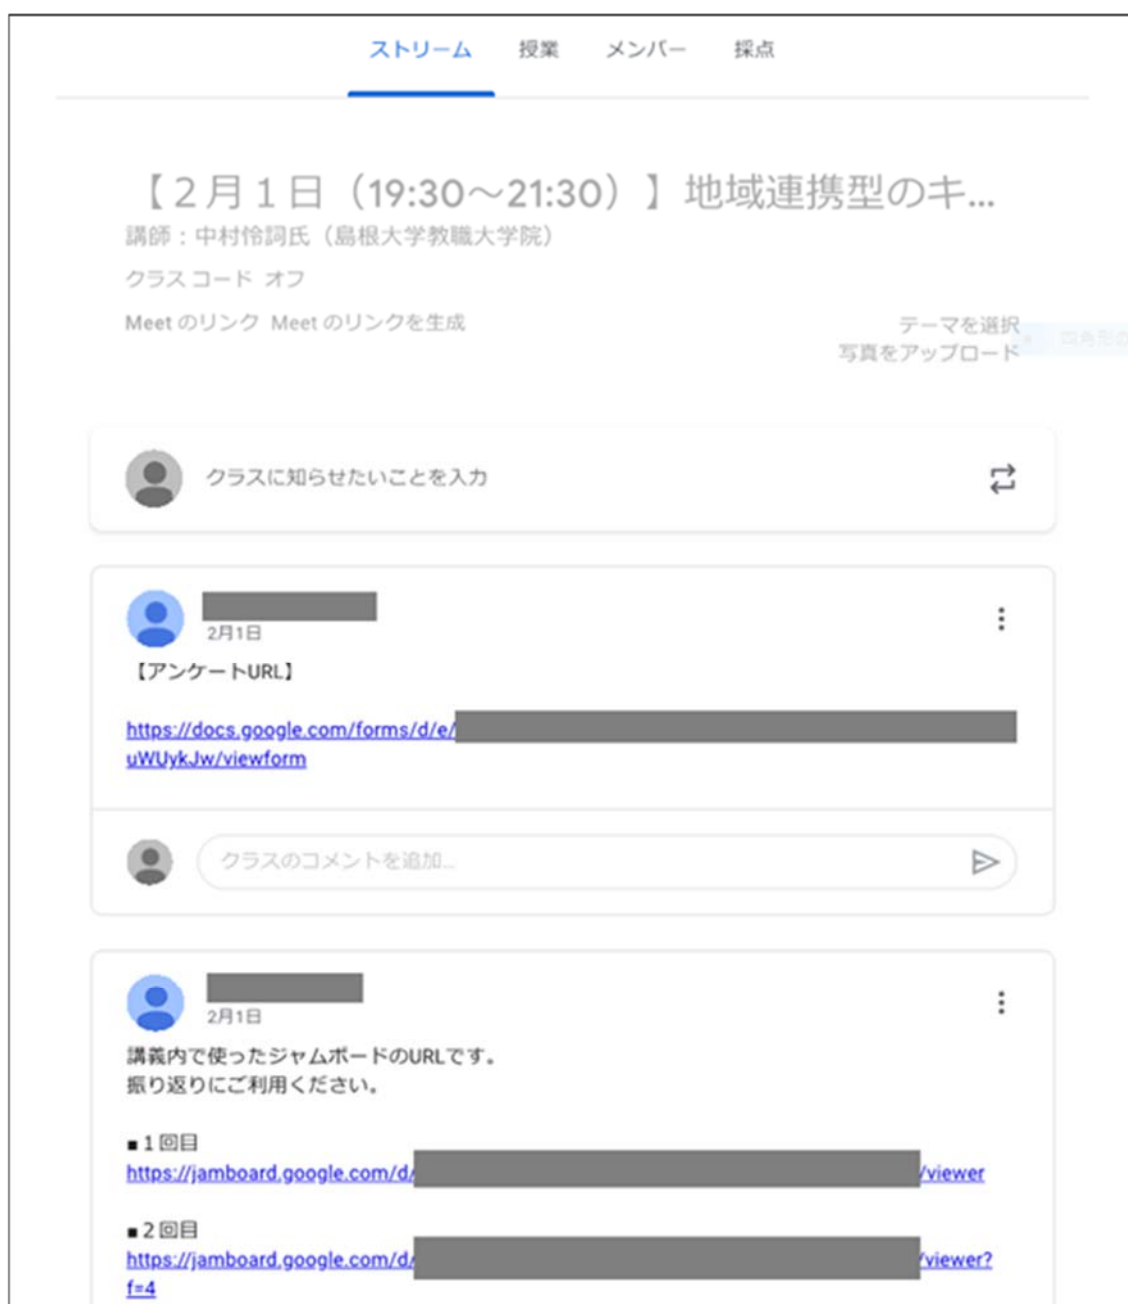 ストリーム 授業 メンバー 採点
【２月１日（19:30～21:30）】地域連携型のキ...
講師：中村怜詞氏（島根大学教職大学院）
クラス コード オフ
Meet のリンク Meet のリンクを生成
テーマを選択
四角形の
写真をアップロード
クラスに知らせたいことを入力
2月1日
【アンケートURL】
https://docs.google.com/forms/d/e/
uWUykJw/viewform
クラスのコメントを追加...
2月1日
講義内で使ったジャムボードのURLです。
振り返りにご利用ください。
■１回目
https://jamboard.google.com/d/ /viewer
■２回目
https://jamboard.google.com/d/ /viewer?
f=4